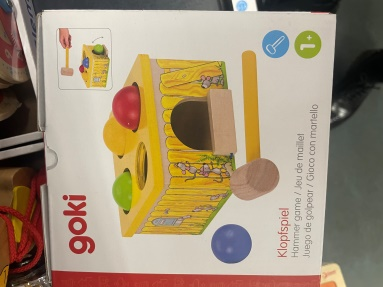 goki
1+
Klopfspiel
Hammer game / Jeu de maillet
Juego de golpear / Gioco con martello